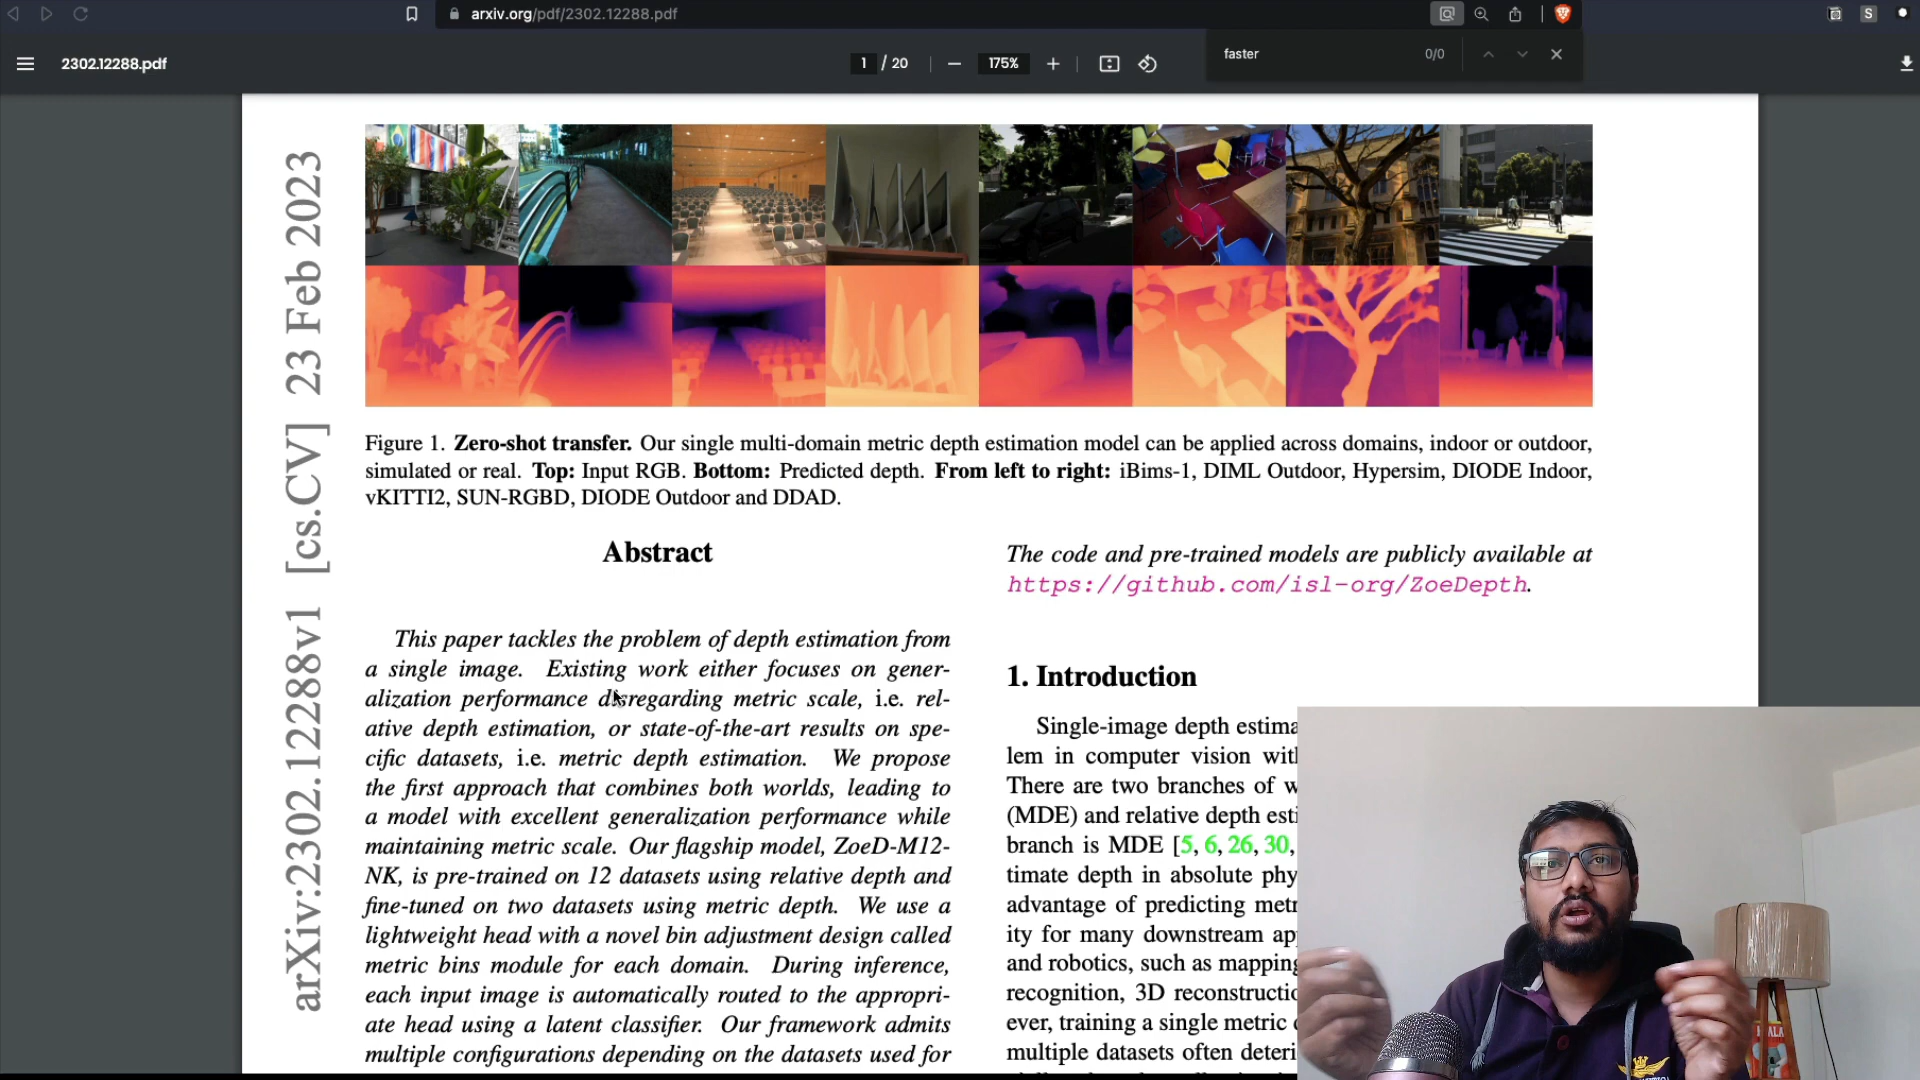 arxiv.org/pdf/2302.12288.pdf
S
2302.12288.pdf
1 / 20
175%
faster
0/0
arXiv:2302.12288v1 [cs.CV] 23 Feb 2023
Figure 1. Zero-shot transfer. Our single multi-domain metric depth estimation model can be applied across domains, indoor or outdoor,
simulated or real. Top: Input RGB. Bottom: Predicted depth. From left to right: iBims-1, DIML Outdoor, Hypersim, DIODE Indoor,
vKITTI2, SUN-RGBD, DIODE Outdoor and DDAD.
Abstract
This paper tackles the problem of depth estimation from
a single image. Existing work either focuses on gener-
alization performance disregarding metric scale, i.e. rel-
ative depth estimation, or state-of-the-art results on spe-
cific datasets, i.e. metric depth estimation. We propose
the first approach that combines both worlds, leading to
a model with excellent generalization performance while
maintaining metric scale. Our flagship model, ZoeD-M12-
NK, is pre-trained on 12 datasets using relative depth and
fine-tuned on two datasets using metric depth. We use a
lightweight head with a novel bin adjustment design called
metric bins module for each domain. During inference,
each input image is automatically routed to the appropri-
ate head using a latent classifier. Our framework admits
multiple configurations depending on the datasets used for
The code and pre-trained models are publicly available at
https://github.com/isl-org/ZoeDepth.
1. Introduction
Single-image depth estima
lem in computer vision with
There are two branches of w
(MDE) and relative depth esti
branch is MDE [5, 6, 26, 30,
timate depth in absolute phy
advantage of predicting metr
ity for many downstream ap
and robotics, such as mapping
recognition, 3D reconstructio
ever, training a single metric
multiple datasets often deteri